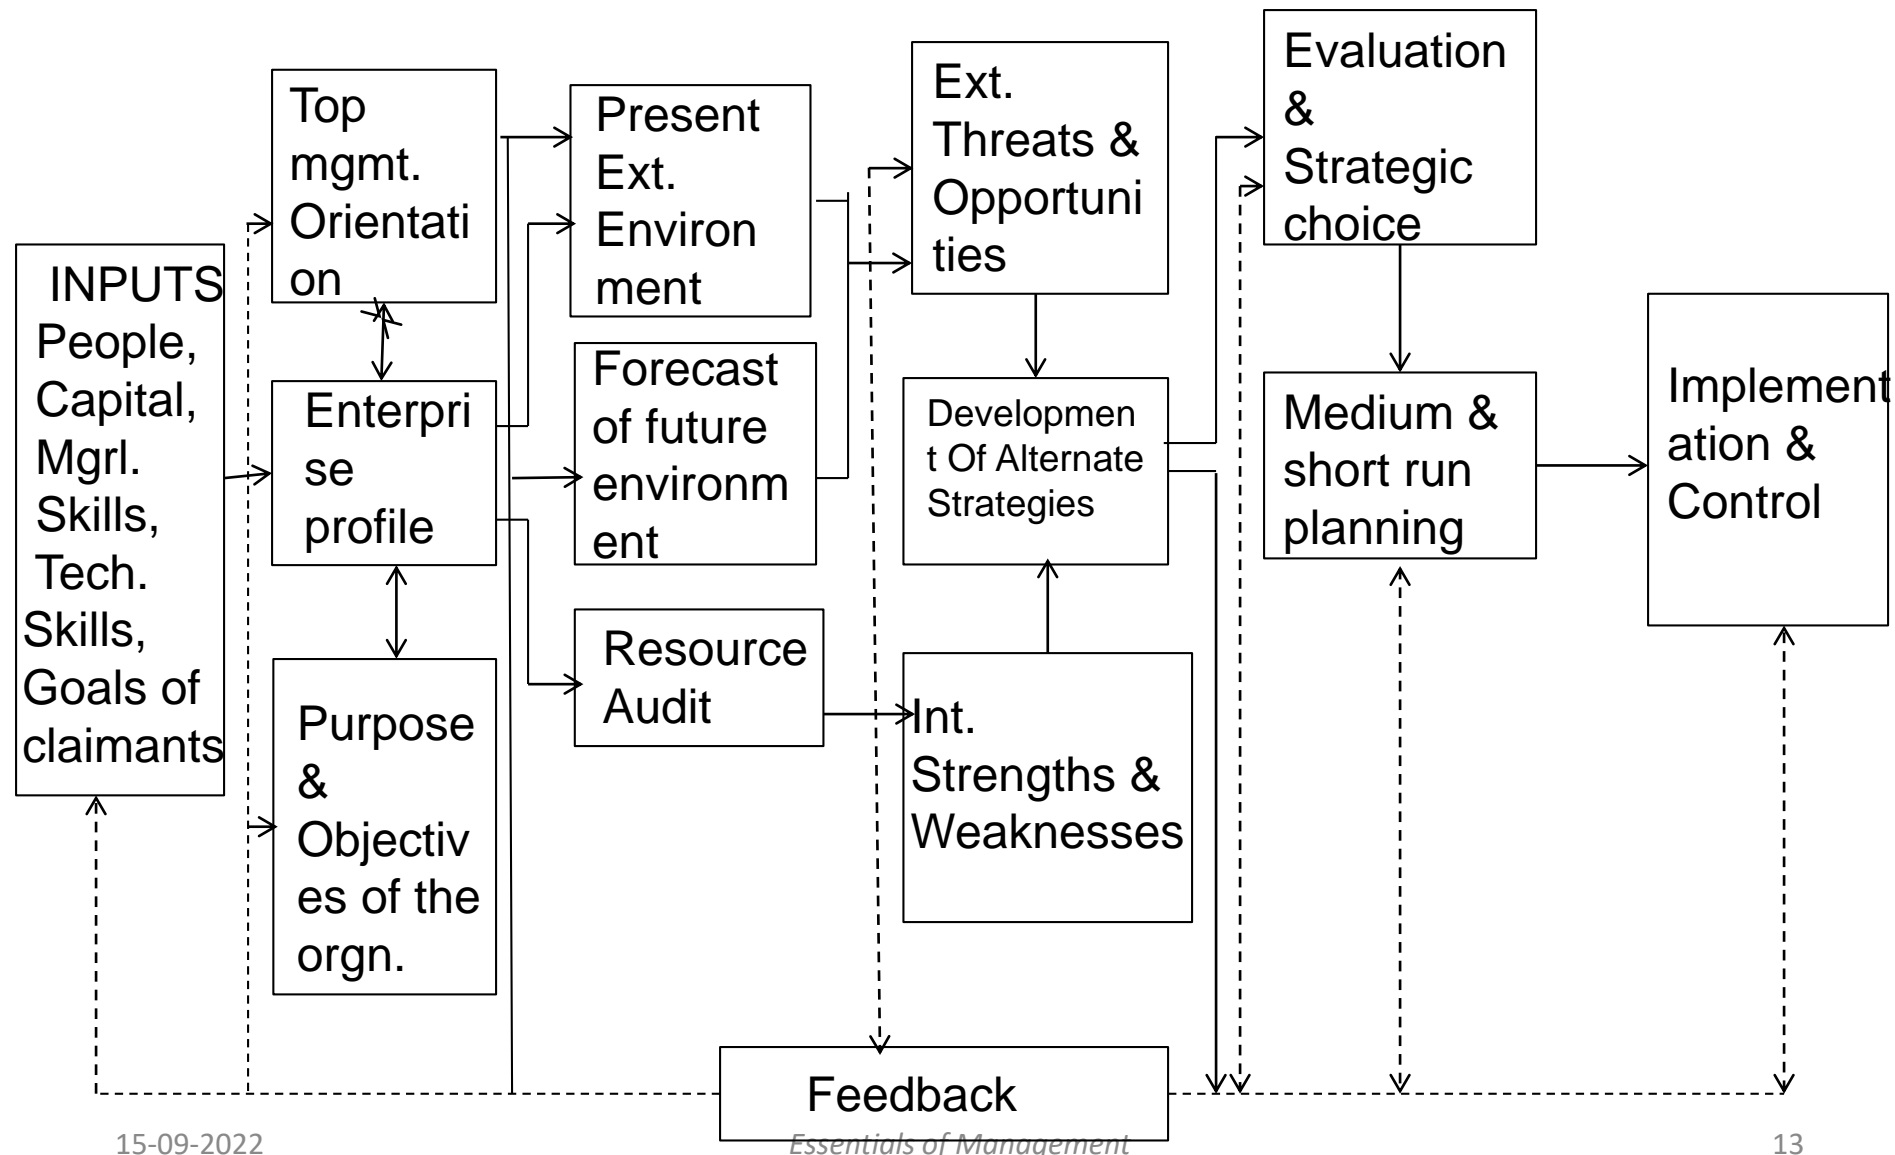 INPUTS
People,
Capital,
Mgrl.
Skills,
Tech.
Skills,
Goals of
claimants
Top
mgmt.
Orientati
on
Enterpri
se
profile
Purpose
&
Objectiv
es of the
orgn.
Present
Ext.
Environ
ment
Forecast
of future
environm
ent
Resource
Audit
Ext.
Threats &
Opportuni
ties
Developmen
t Of Alternate
Strategies
Int.
Strengths &
Weaknesses
Evaluation
&
Strategic
choice
Medium &
short run
planning
Implement
ation &
Control
Feedback
15-09-2022
Essentials of Management
13